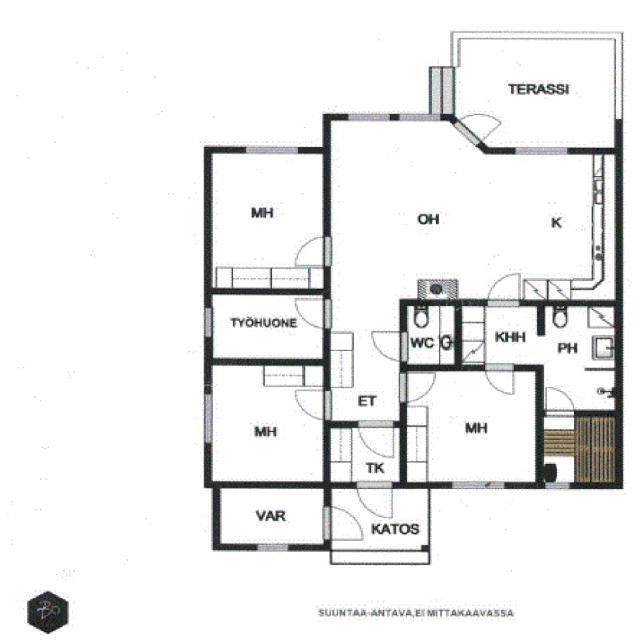 TERASSI
MH
OH
K
TYÖHUONE
WC
KHH
PH
ET
MH
MH
TK
VAR
KATOS
SUUNTAA-ANTAVA,EI MITTAKAAVASSA